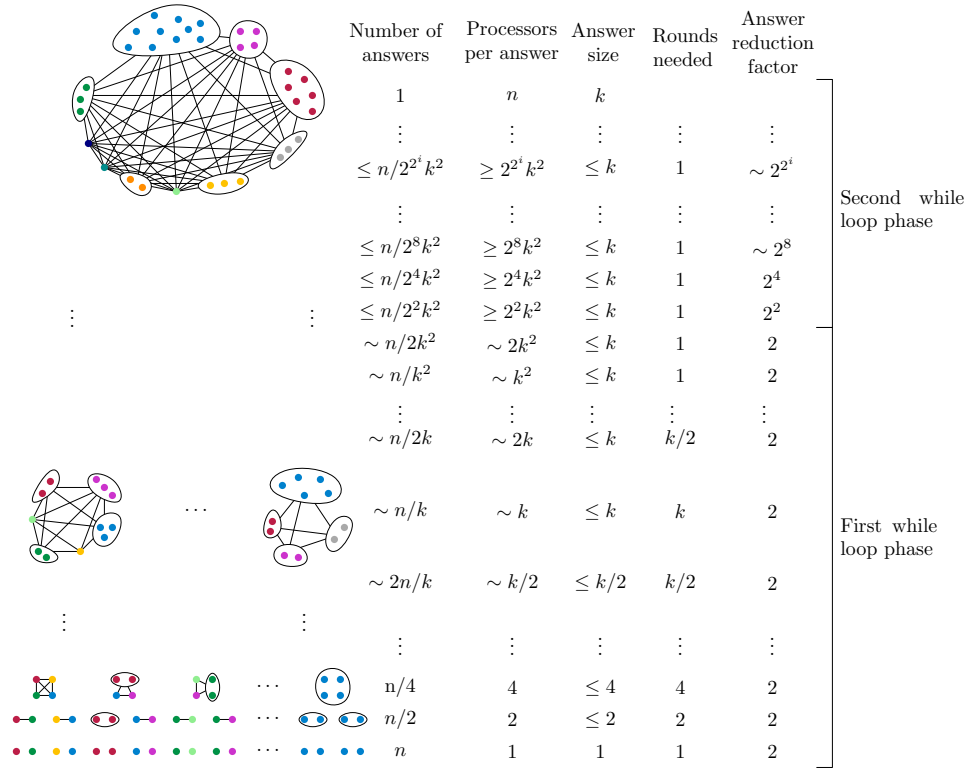 Number of answers Processors per answer Answer size Rounds needed Answer reduction factor
1 n k
⋮ ⋮ ⋮ ⋮ ⋮
≤ n/2^{2^i}k^2 ≥ 2^{2^i}k^2 ≤ k 1 ∼ 2^{2^i}
⋮ ⋮ ⋮ ⋮ ⋮
Second while
loop phase
≤ n/2^8k^2 ≥ 2^8k^2 ≤ k 1 ∼ 2^8
≤ n/2^4k^2 ≥ 2^4k^2 ≤ k 1 2^4
⋮ ⋮ ≤ n/2^2k^2 ≥ 2^2k^2 ≤ k 1 2^2
∼ n/2k^2 ∼ 2k^2 ≤ k 1 2
∼ n/k^2 ∼ k^2 ≤ k 1 2
⋮ ⋮ ⋮ ⋮ ⋮
∼ n/2k ∼ 2k ≤ k k/2 2
⋯ ∼ n/k ∼ k ≤ k k 2
First while
loop phase
∼ 2n/k ∼ k/2 ≤ k/2 k/2 2
⋮ ⋮
⋮ ⋮ ⋮ ⋮ ⋮
⋯ n/4 4 ≤ 4 4 2
⋯ n/2 2 ≤ 2 2 2
⋯ n 1 1 1 2